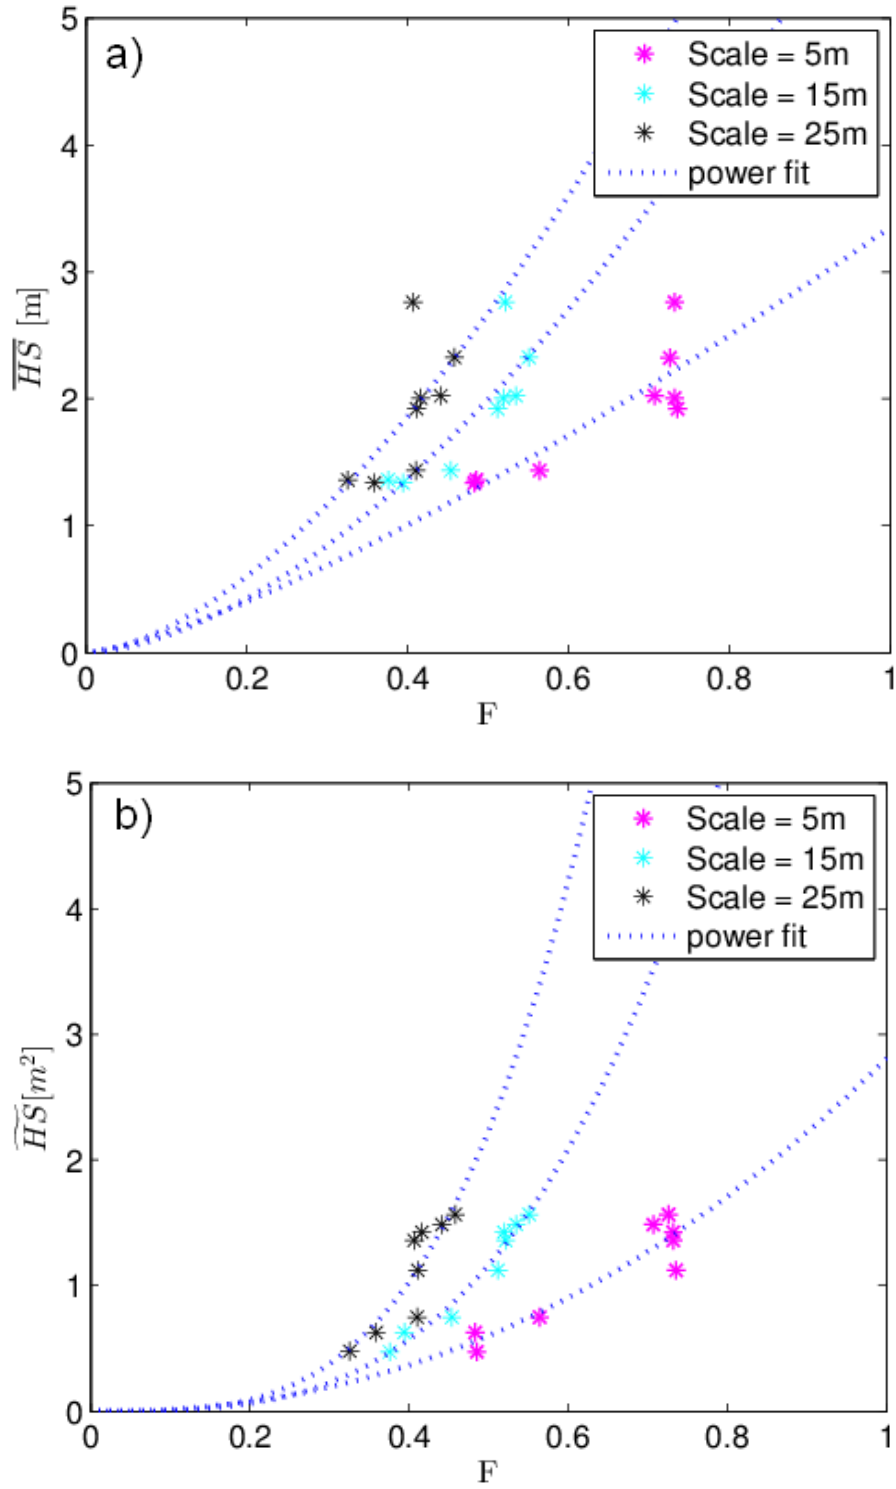 a)
5
4
3
2
1
0
0
0.2
0.4
0.6
0.8
1
HS [m]
F
Scale = 5m
Scale = 15m
Scale = 25m
power fit
b)
5
4
3
2
1
0
0
0.2
0.4
0.6
0.8
1
HS[m²]
F
Scale = 5m
Scale = 15m
Scale = 25m
power fit